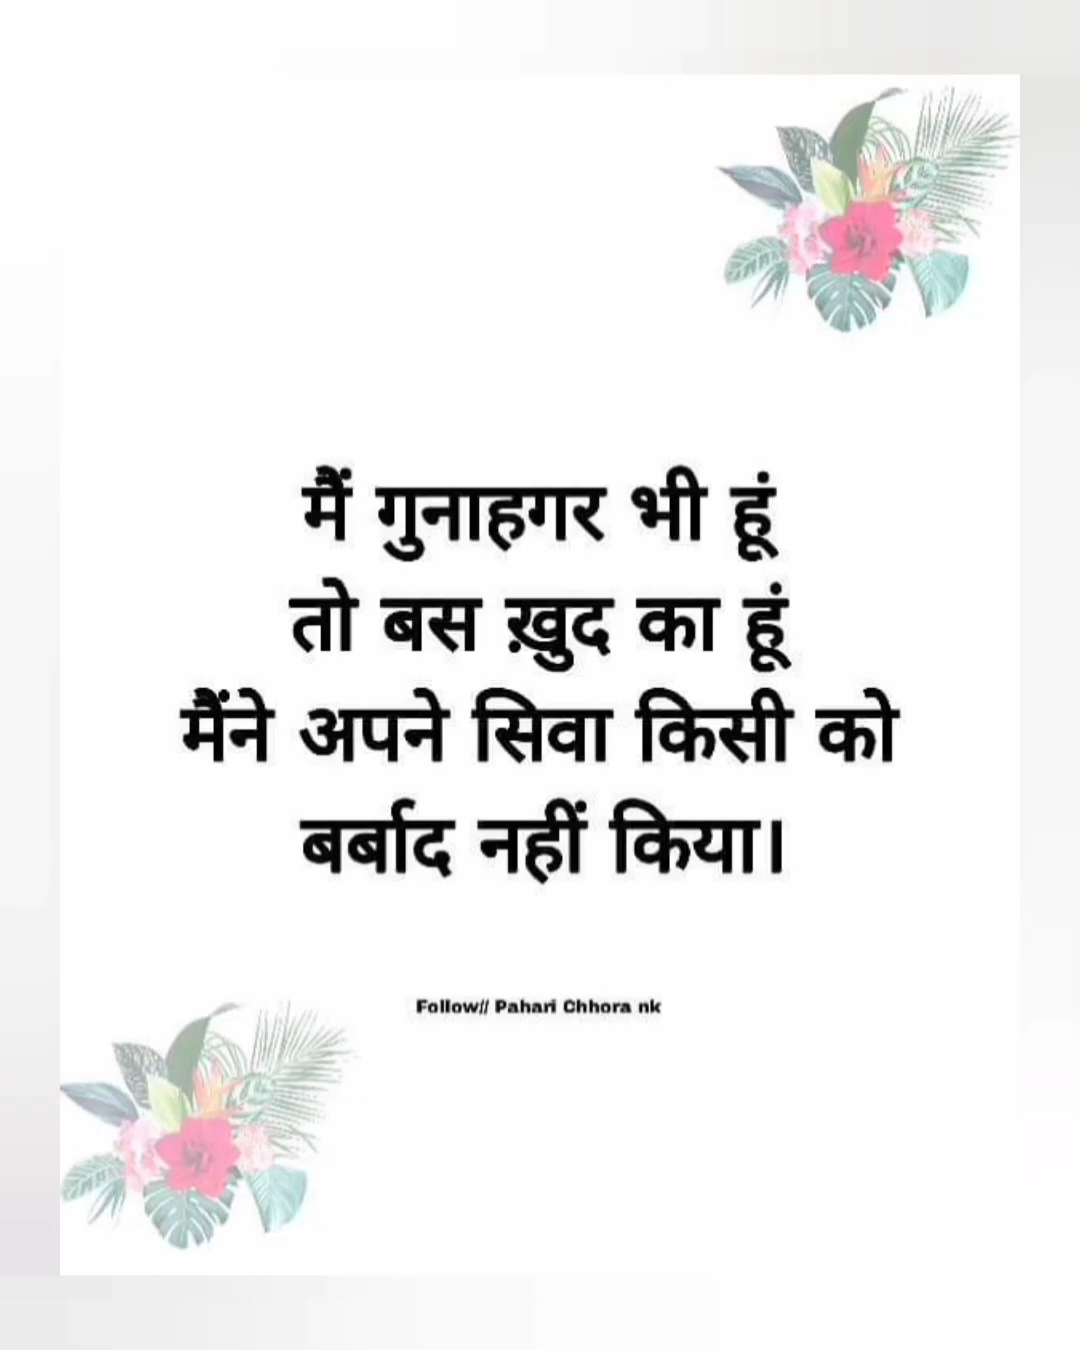 मैं गुनाहगर भी हूं
तो बस ख़ुद का हूं
मैंने अपने सिवा किसी को
बर्बाद नहीं किया।
Follow// Pahari Chhora nk